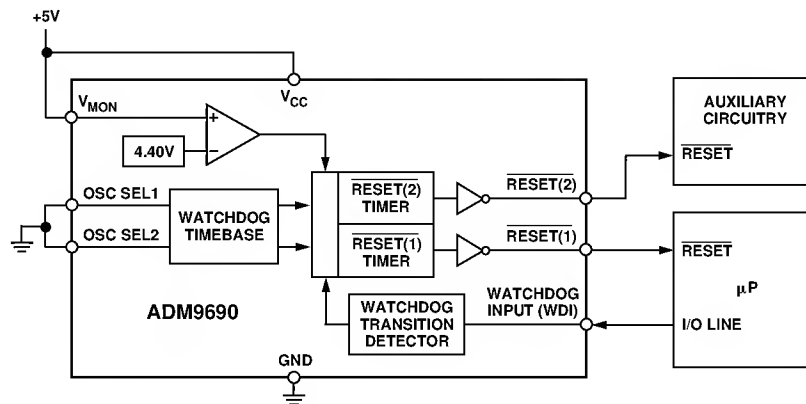 +5V
VMON
VCC
4.40V
+
−
OSC SEL1
OSC SEL2
WATCHDOG
TIMEBASE
RESET(2)
TIMER
RESET(1)
TIMER
RESET(2)
RESET(1)
WATCHDOG
TRANSITION
DETECTOR
WATCHDOG
INPUT (WDI)
ADM9690
GND
AUXILIARY
CIRCUITRY
RESET
RESET
μP
I/O LINE